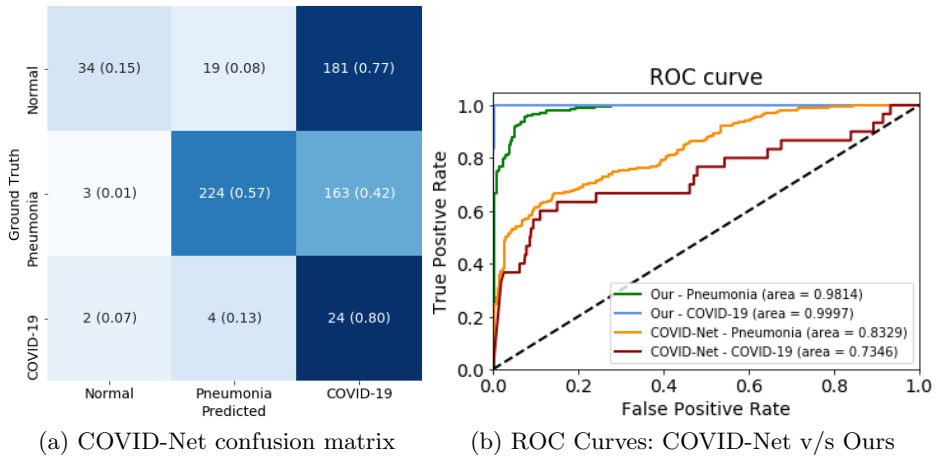 Ground Truth
Normal
34 (0.15) 19 (0.08) 181 (0.77)
Pneumonia
3 (0.01) 224 (0.57) 163 (0.42)
COVID-19
2 (0.07) 4 (0.13) 24 (0.80)
Normal Pneumonia COVID-19
Predicted
(a) COVID-Net confusion matrix
ROC curve
True Positive Rate
1.0
0.8
0.6
0.4
0.2
0.0
Our - Pneumonia (area = 0.9814)
Our - COVID-19 (area = 0.9997)
COVID-Net - Pneumonia (area = 0.8329)
COVID-Net - COVID-19 (area = 0.7346)
0.0 0.2 0.4 0.6 0.8 1.0
False Positive Rate
(b) ROC Curves: COVID-Net v/s Ours